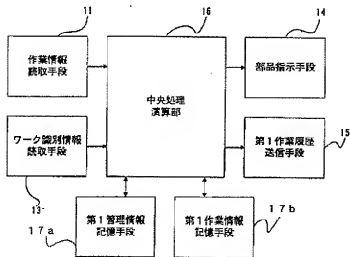 11
16
14
作業情報
読取手段
中央処理
演算部
部品指示手段
ワーク識別情報
読取手段
13
第1作業履歴
送信手段
15
第1管理情報
記憶手段
17a
第1作業情報
記憶手段
17b